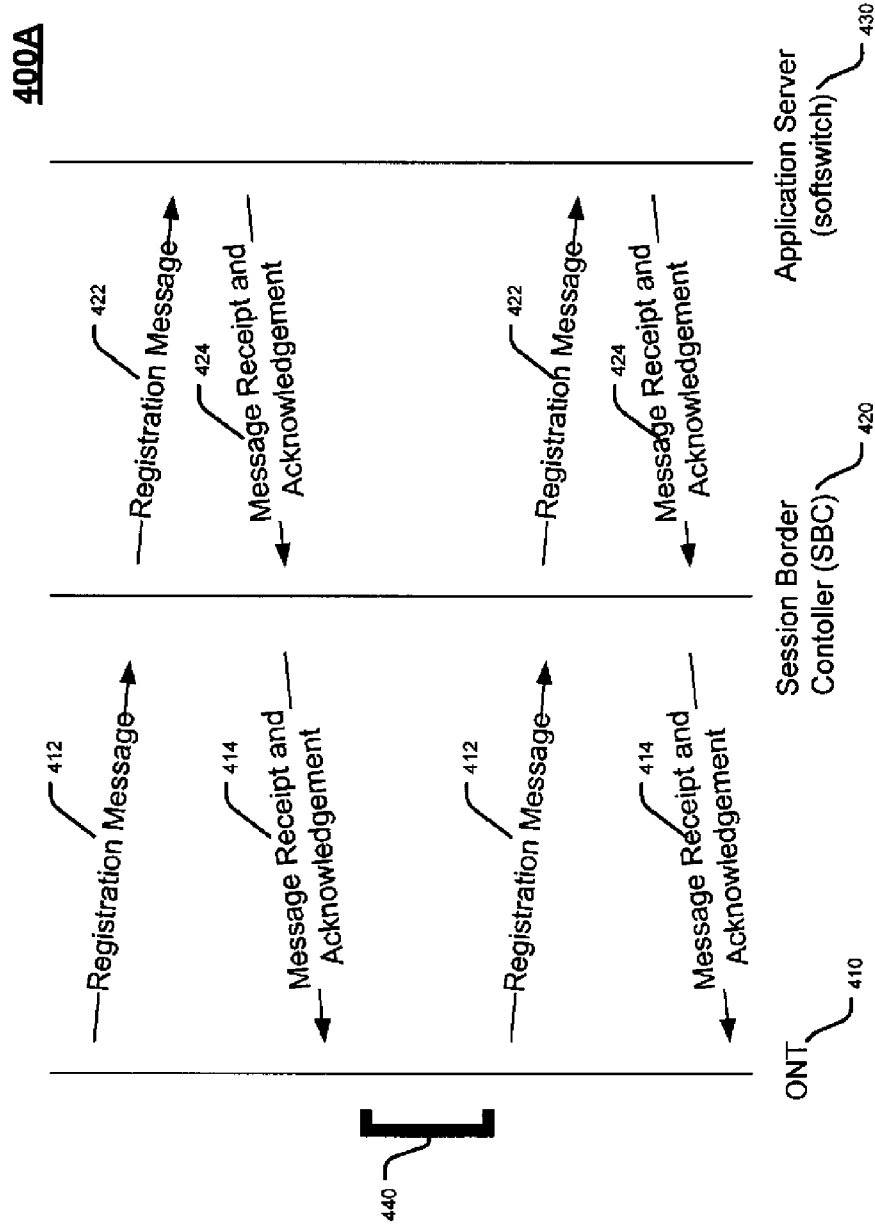 400A
412
Registration Message
422
Registration Message
414
Message Receipt and
Acknowledgement
424
Message Receipt and
Acknowledgement
440
412
Registration Message
422
Registration Message
414
Message Receipt and
Acknowledgement
424
Message Receipt and
Acknowledgement
ONT
410
Session Border
Contoller (SBC)
420
Application Server
(softswitch)
430